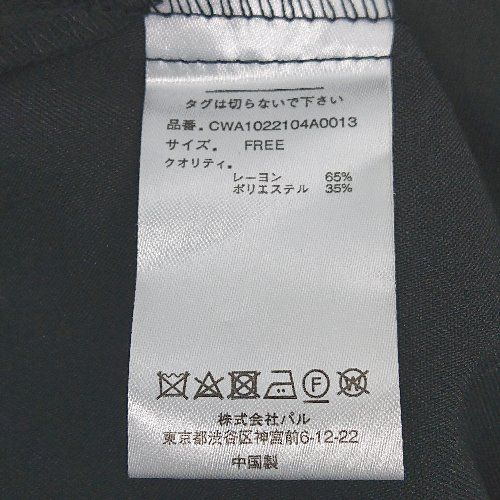 タグは切らないで下さい
品番. CWA1022104A0013
サイズ. FREE
クオリティ.
レーヨン 65%
ポリエステル 35%
F W
株式会社パル
東京都渋谷区神宮前6-12-22
中国製